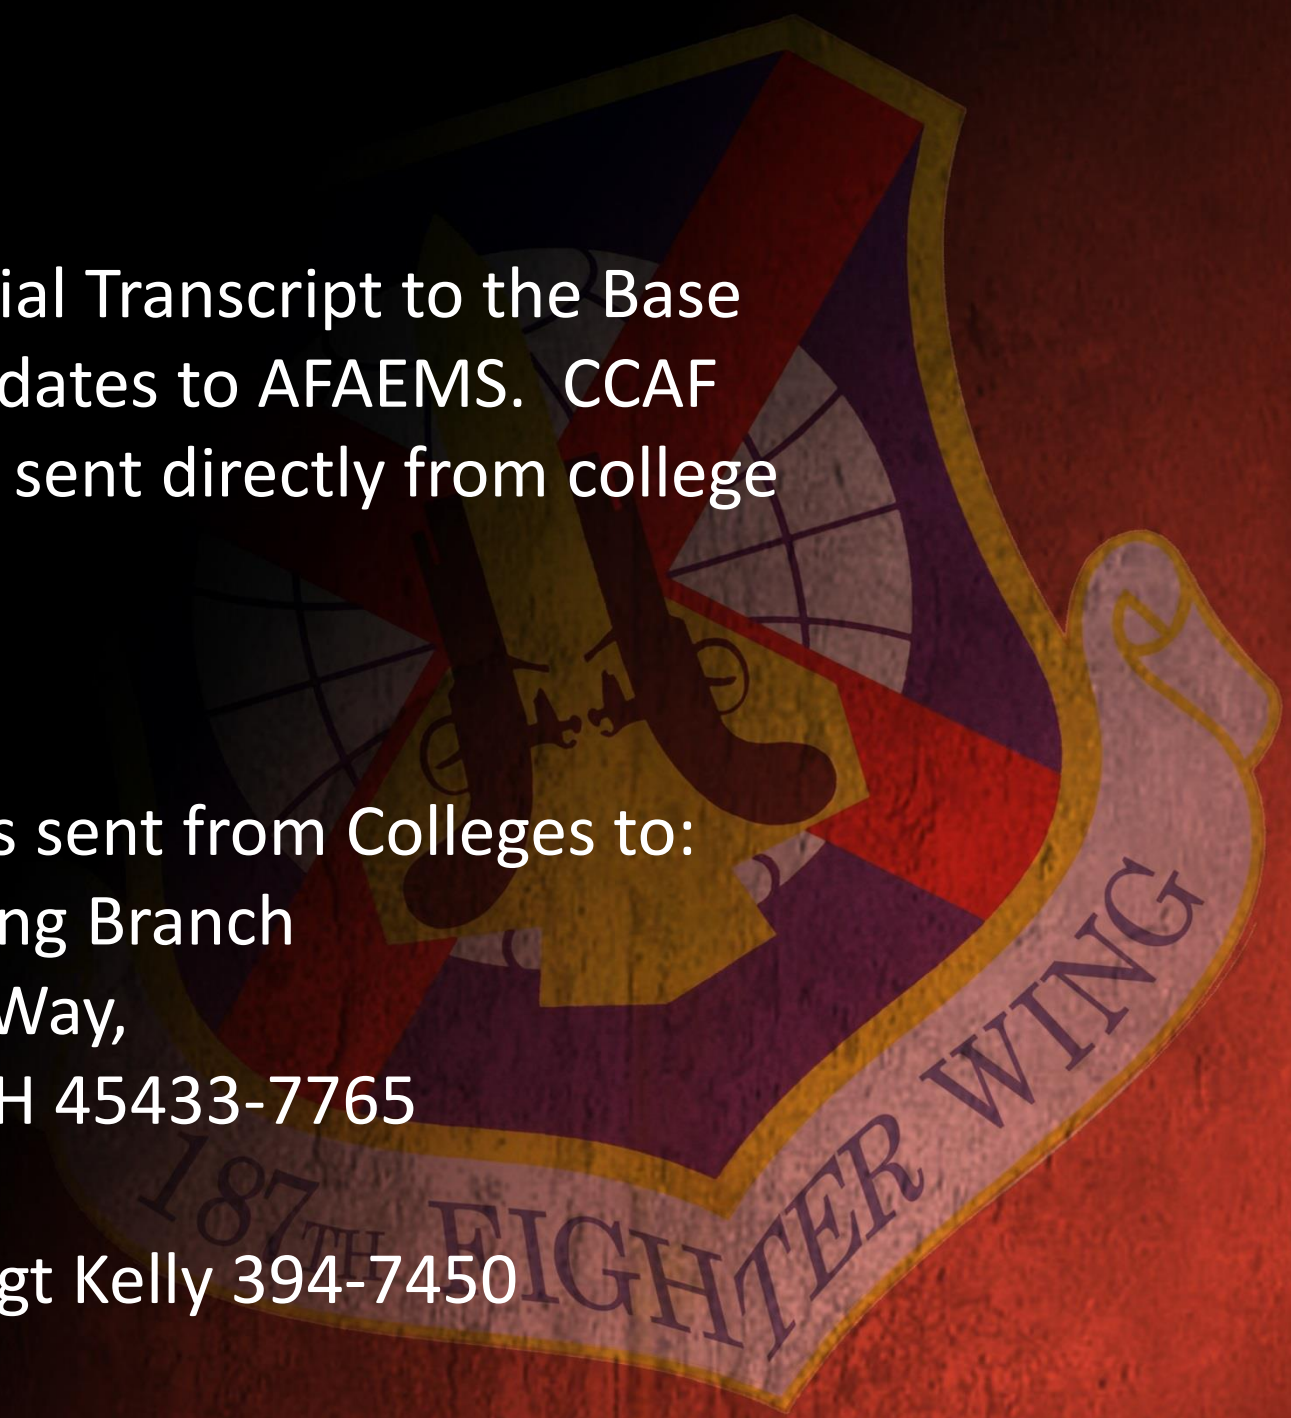 ial Transcript to the Base
dates to AFAEMS.  CCAF
sent directly from college
s sent from Colleges to:
ng Branch
Way,
H 45433-7765
gt Kelly 394-7450
187TH FIGHTER WING